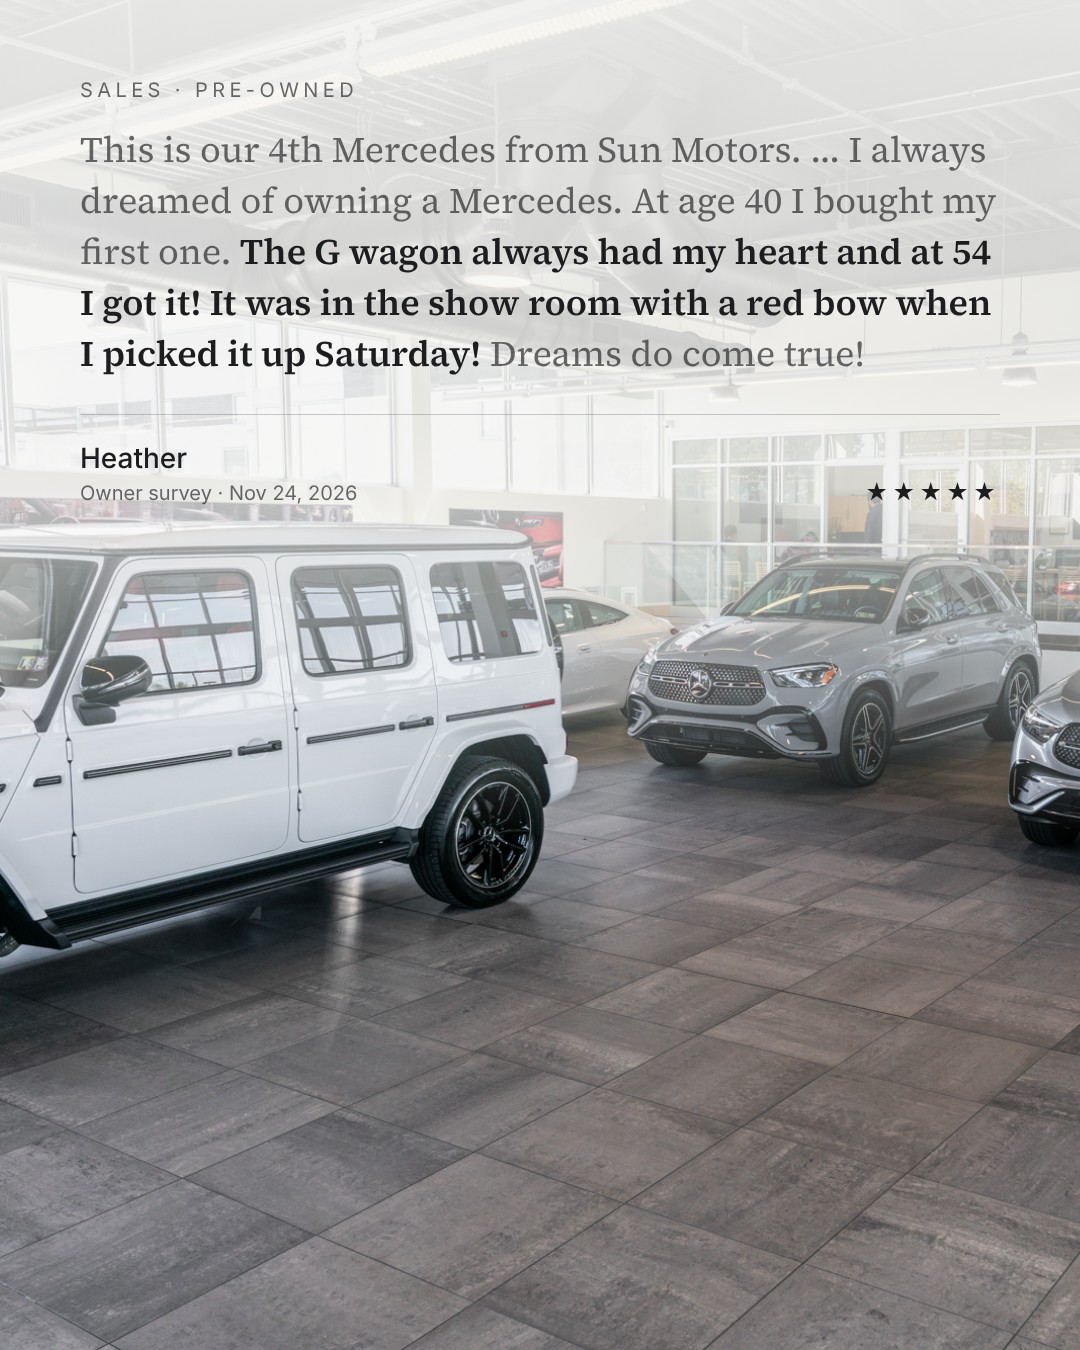 SALES · PRE-OWNED
This is our 4th Mercedes from Sun Motors. ... I always
dreamed of owning a Mercedes. At age 40 I bought my
first one. The G wagon always had my heart and at 54
I got it! It was in the show room with a red bow when
I picked it up Saturday! Dreams do come true!
Heather
Owner survey · Nov 24, 2026
★★★★★